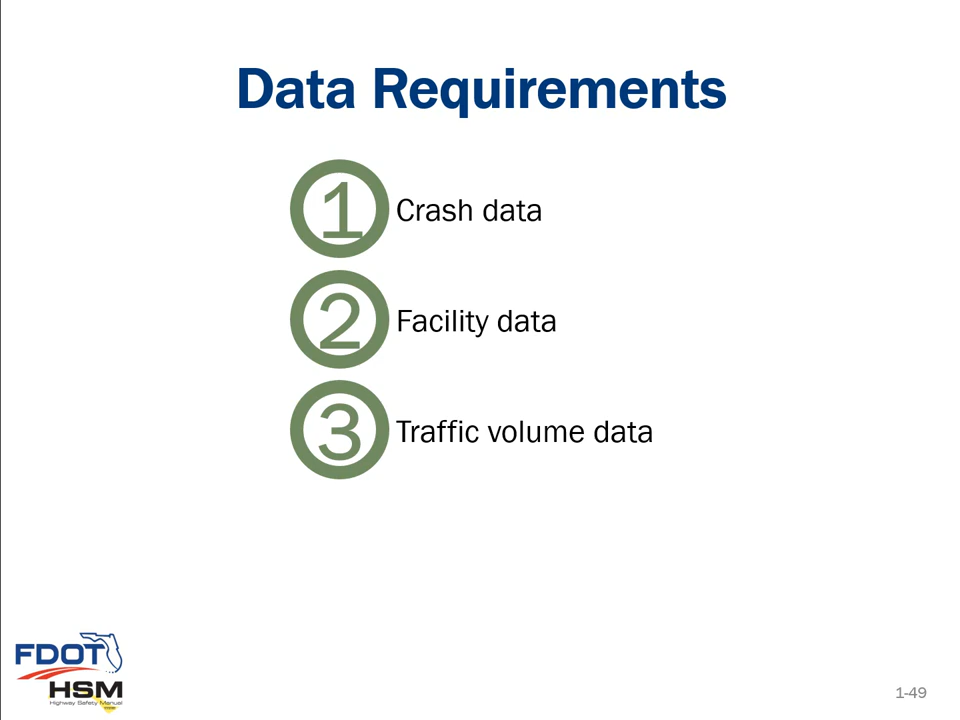 Data Requirements
1 Crash data
2 Facility data
3 Traffic volume data
FDOT
HSM
Highway Safety Manual
1-49